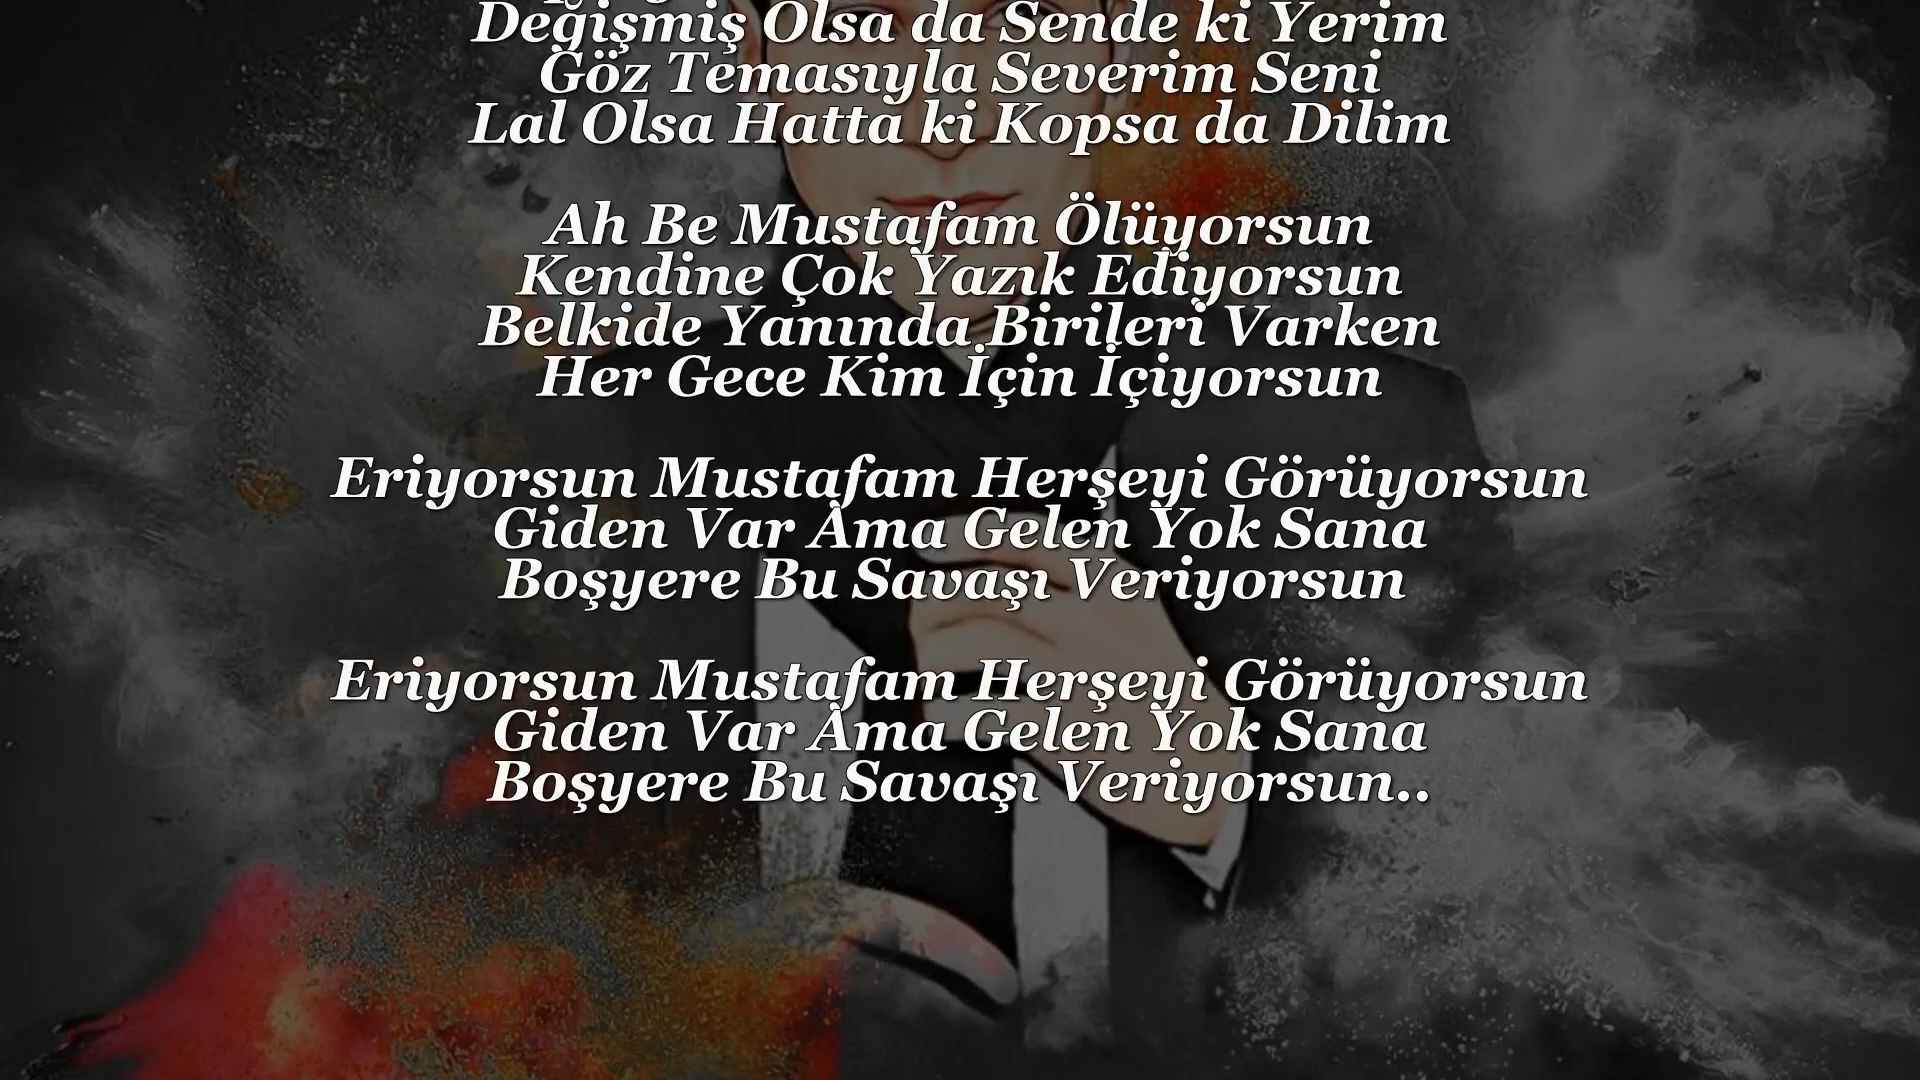 Değişmiş Olsa da Sende ki Yerim
Göz Temasıyla Severim Seni
Lal Olsa Hatta ki Kopsa da Dilim
Ah Be Mustafam Ölüyorsun
Kendine Çok Yazık Ediyorsun
Belkide Yanında Birileri Varken
Her Gece Kim İçin İçiyorsun
Eriyorsun Mustafam Herşeyi Görüyorsun
Giden Var Ama Gelen Yok Sana
Boşyere Bu Savaşı Veriyorsun
Eriyorsun Mustafam Herşeyi Görüyorsun
Giden Var Ama Gelen Yok Sana
Boşyere Bu Savaşı Veriyorsun..